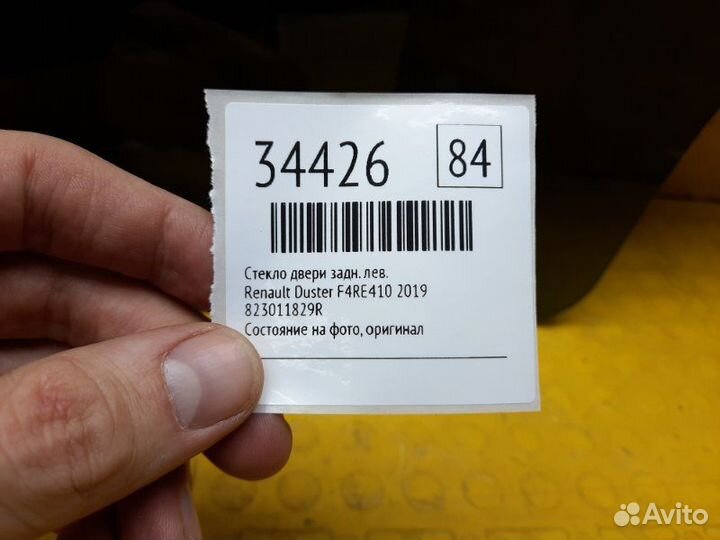 34426
84
Стекло двери задн. лев.
Renault Duster F4RE410 2019
823011829R
Состояние на фото, оригинал
Avito